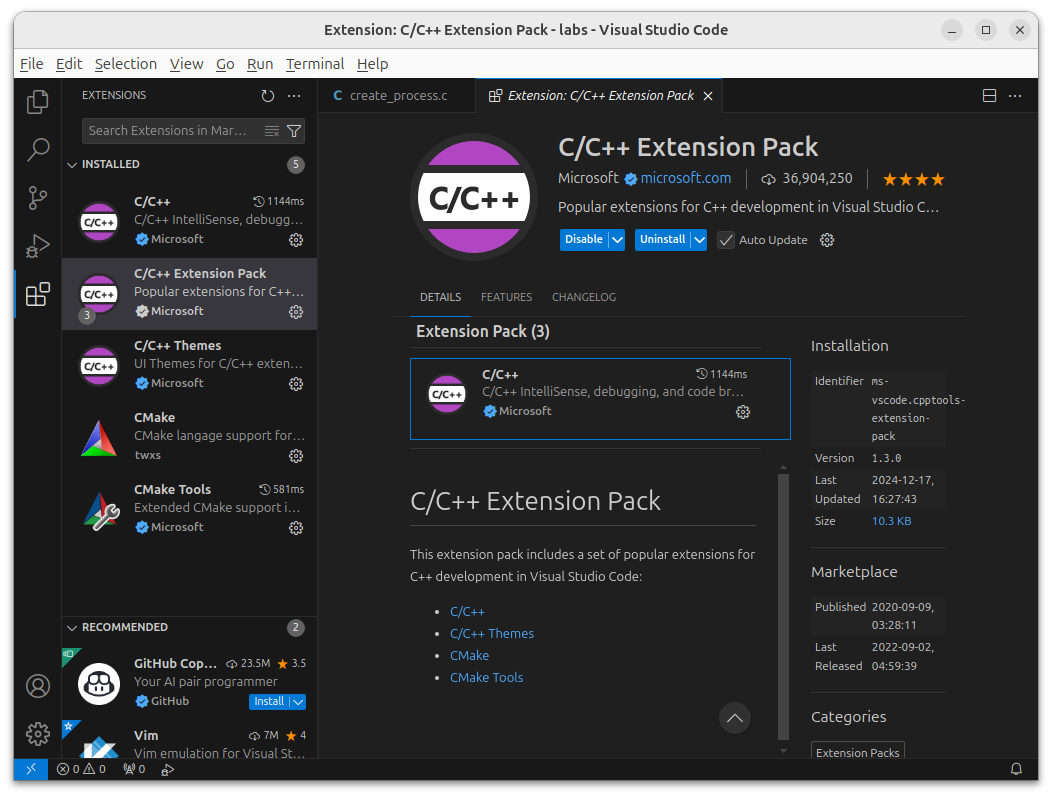 Extension: C/C++ Extension Pack - labs - Visual Studio Code
File Edit Selection View Go Run Terminal Help
EXTENSIONS
Search Extensions in Mar…
INSTALLED 5
C/C++ 1144ms
C/C++ IntelliSense, debugg…
Microsoft
C/C++
C/C++ Extension Pack
Popular extensions for C++…
Microsoft
C/C++
3
C/C++ Themes
UI Themes for C/C++ exten…
Microsoft
C/C++
CMake
CMake langage support for…
twxs
CMake Tools 581ms
Extended CMake support i…
Microsoft
RECOMMENDED 2
GitHub Cop… 23.5M 3.5
Your AI pair programmer
GitHub Install
Vim 7M 4
Vim emulation for Visual St…
C create_process.c
Extension: C/C++ Extension Pack
C/C++
C/C++ Extension Pack
Microsoft microsoft.com 36,904,250
Popular extensions for C++ development in Visual Studio C…
Disable Uninstall Auto Update
DETAILS FEATURES CHANGELOG
Extension Pack (3)
C/C++ 1144ms
C/C++ IntelliSense, debugging, and code br…
Microsoft
C/C++
C/C++ Extension Pack
This extension pack includes a set of popular extensions for
C++ development in Visual Studio Code:
• C/C++
• C/C++ Themes
• CMake
• CMake Tools
Installation
Identifier ms-
vscode.cpptools-
extension-
pack
Version 1.3.0
Last 2024-12-17,
Updated 16:27:43
Size 10.3 KB
Marketplace
Published 2020-09-09,
03:28:11
Last 2022-09-02,
Released 04:59:39
Categories
Extension Packs
0 0 0